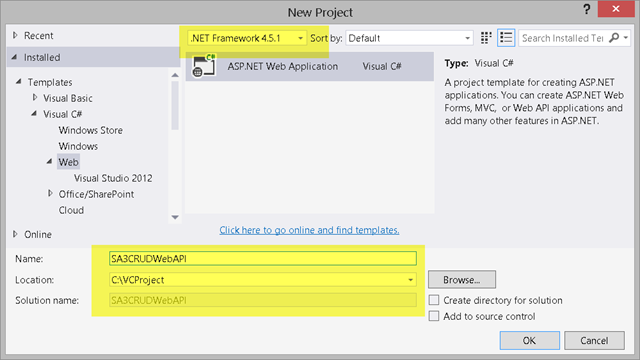 New Project
Recent
.NET Framework 4.5.1 Sort by: Default Search Installed Te
Installed
ASP.NET Web Application Visual C#
Type: Visual C#
A project template for creating ASP.NET
applications. You can create ASP.NET Web
Forms, MVC, or Web API applications and
add many other features in ASP.NET.
Templates
Visual Basic
Visual C#
Windows Store
Windows
Web
Visual Studio 2012
Office/SharePoint
Cloud
Online
Click here to go online and find templates.
Name: SA3CRUDWebAPI
Location: C:\VCProject Browse...
Solution name: SA3CRUDWebAPI
Create directory for solution
Add to source control
OK Cancel